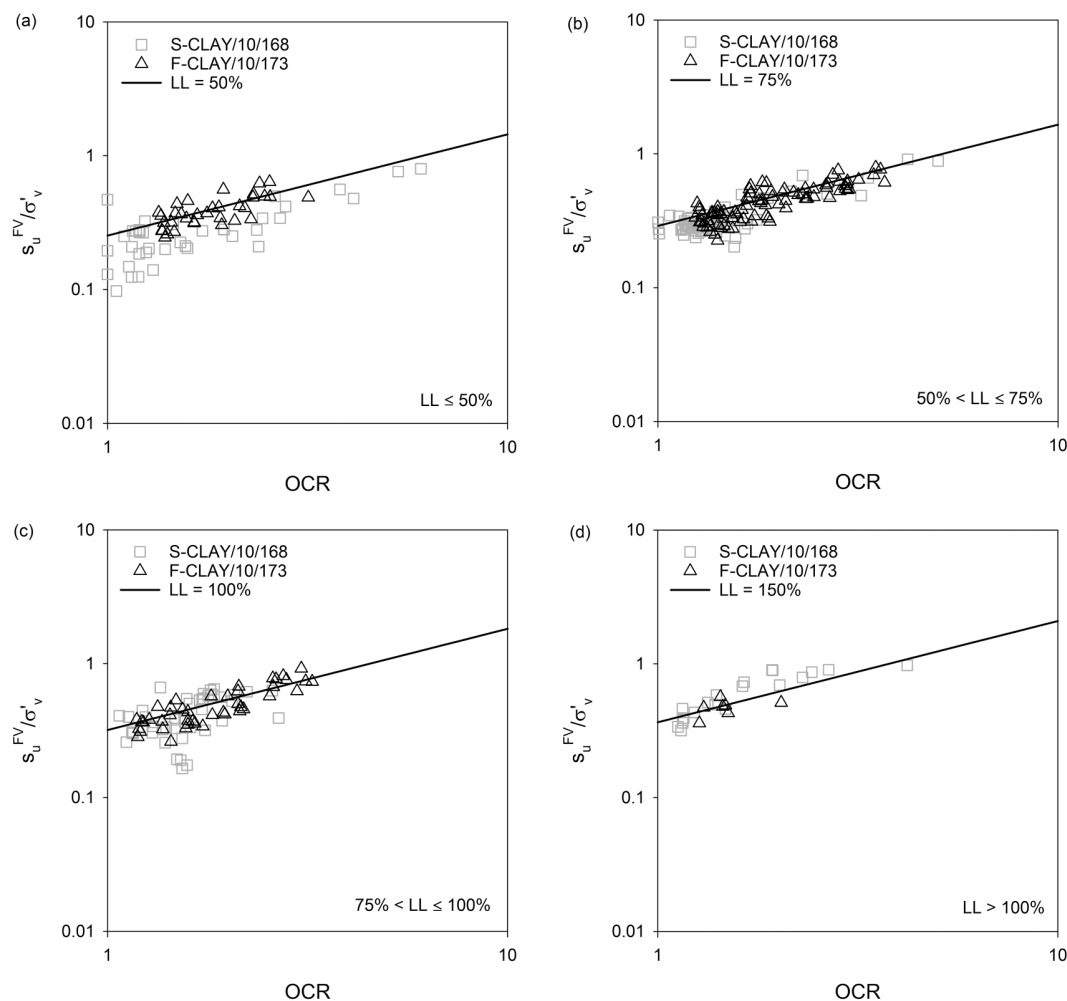 (a)
10
S-CLAY/10/168
F-CLAY/10/173
LL = 50%
1
0.1
0.01
s_u^FV/σ'_v
LL ≤ 50%
1
10
OCR
(b)
10
S-CLAY/10/168
F-CLAY/10/173
LL = 75%
1
0.1
0.01
s_u^FV/σ'_v
50% < LL ≤ 75%
1
10
OCR
(c)
10
S-CLAY/10/168
F-CLAY/10/173
LL = 100%
1
0.1
0.01
s_u^FV/σ'_v
75% < LL ≤ 100%
1
10
OCR
(d)
10
S-CLAY/10/168
F-CLAY/10/173
LL = 150%
1
0.1
0.01
s_u^FV/σ'_v
LL > 100%
1
10
OCR